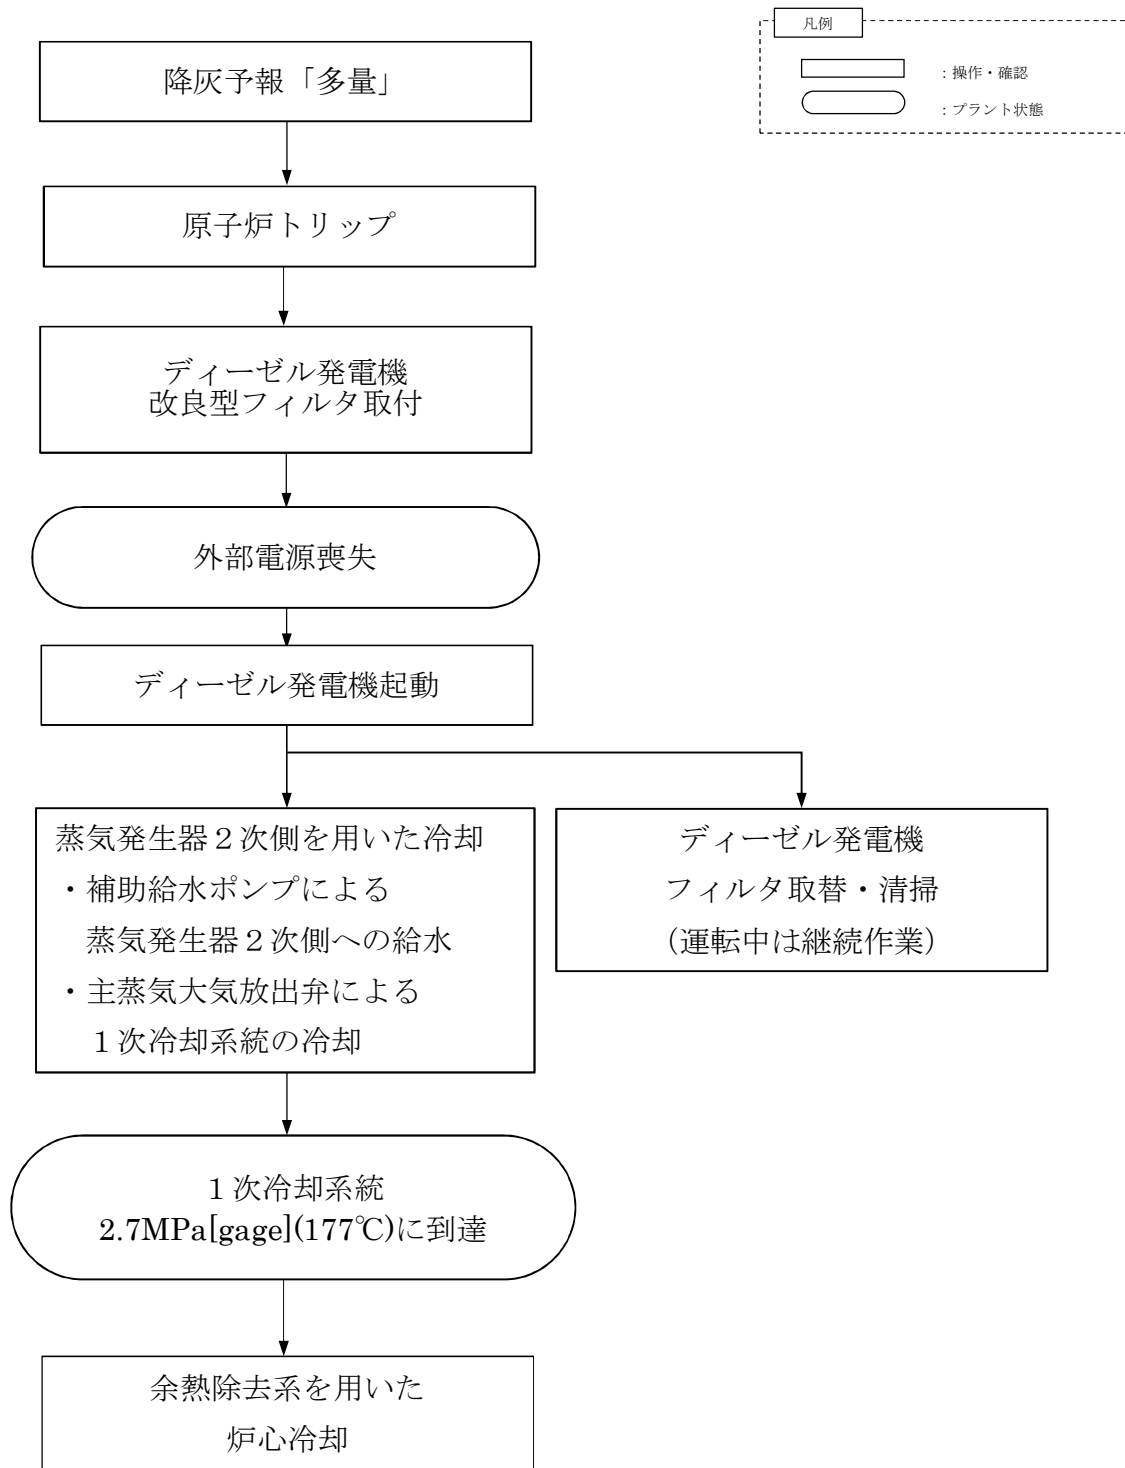 凡例
：操作・確認
：プラント状態
降灰予報「多量」
原子炉トリップ
ディーゼル発電機
改良型フィルタ取付
外部電源喪失
ディーゼル発電機起動
蒸気発生器２次側を用いた冷却
・補助給水ポンプによる
蒸気発生器２次側への給水
・主蒸気大気放出弁による
１次冷却系統の冷却
ディーゼル発電機
フィルタ取替・清掃
（運転中は継続作業）
１次冷却系統
2.7MPa[gage](177℃)に到達
余熱除去系を用いた
炉心冷却